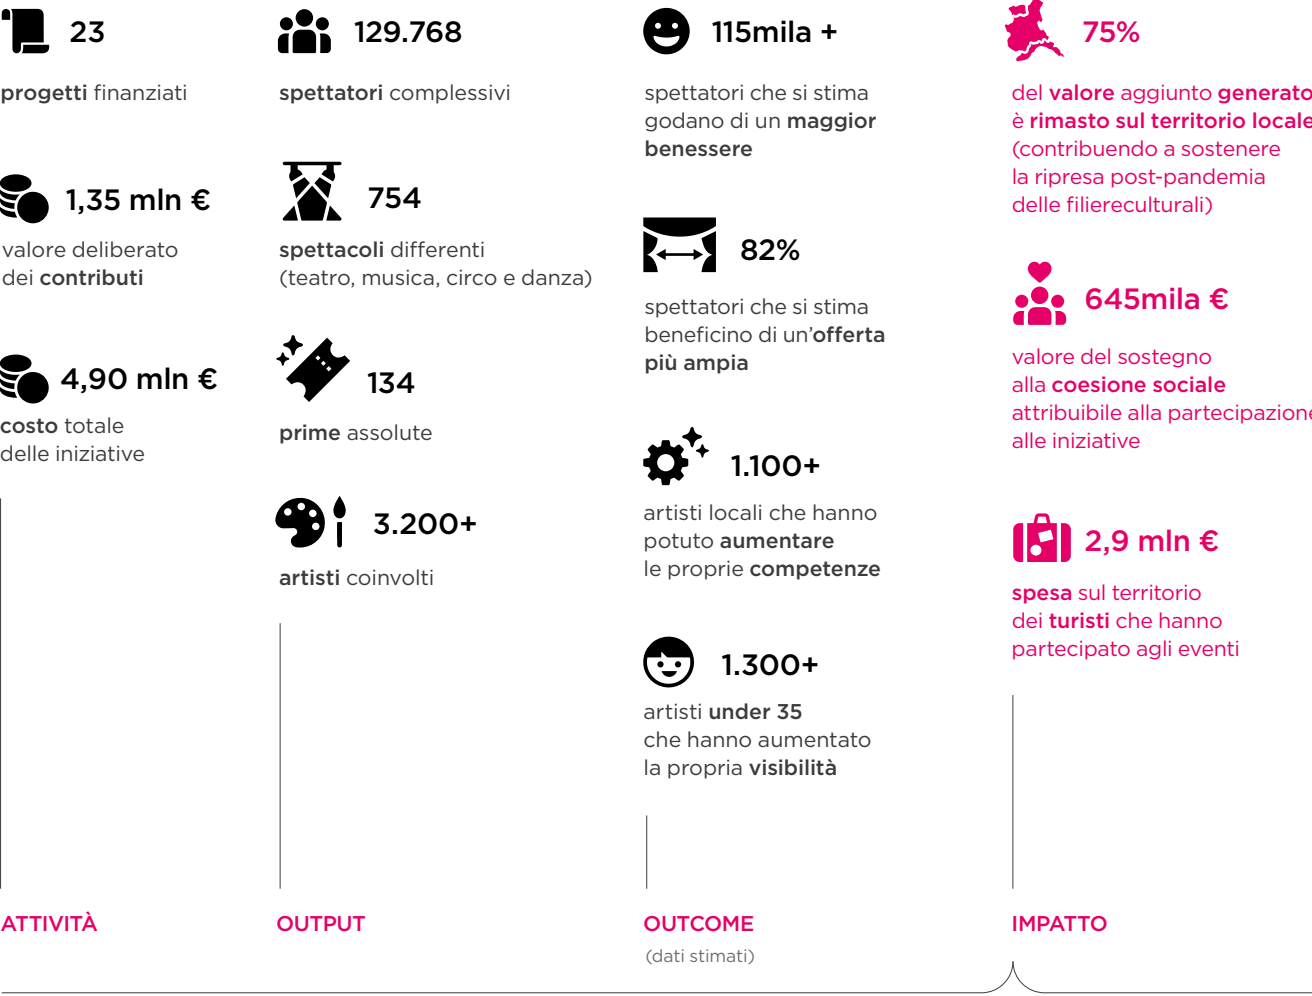 23
progetti finanziati
1,35 mln €
valore deliberato
dei contributi
4,90 mln €
costo totale
delle iniziative
ATTIVITÀ
129.768
spettatori complessivi
754
spettacoli differenti
(teatro, musica, circo e danza)
134
prime assolute
3.200+
artisti coinvolti
OUTPUT
115mila +
spettatori che si stima
godano di un maggior
benessere
82%
spettatori che si stima
beneficino di un’offerta
più ampia
1.100+
artisti locali che hanno
potuto aumentare
le proprie competenze
1.300+
artisti under 35
che hanno aumentato
la propria visibilità
OUTCOME
(dati stimati)
75%
del valore aggiunto generato
è rimasto sul territorio locale
(contribuendo a sostenere
la ripresa post-pandemia
delle filiereculturali)
645mila €
valore del sostegno
alla coesione sociale
attribuibile alla partecipazione
alle iniziative
2,9 mln €
spesa sul territorio
dei turisti che hanno
partecipato agli eventi
IMPATTO